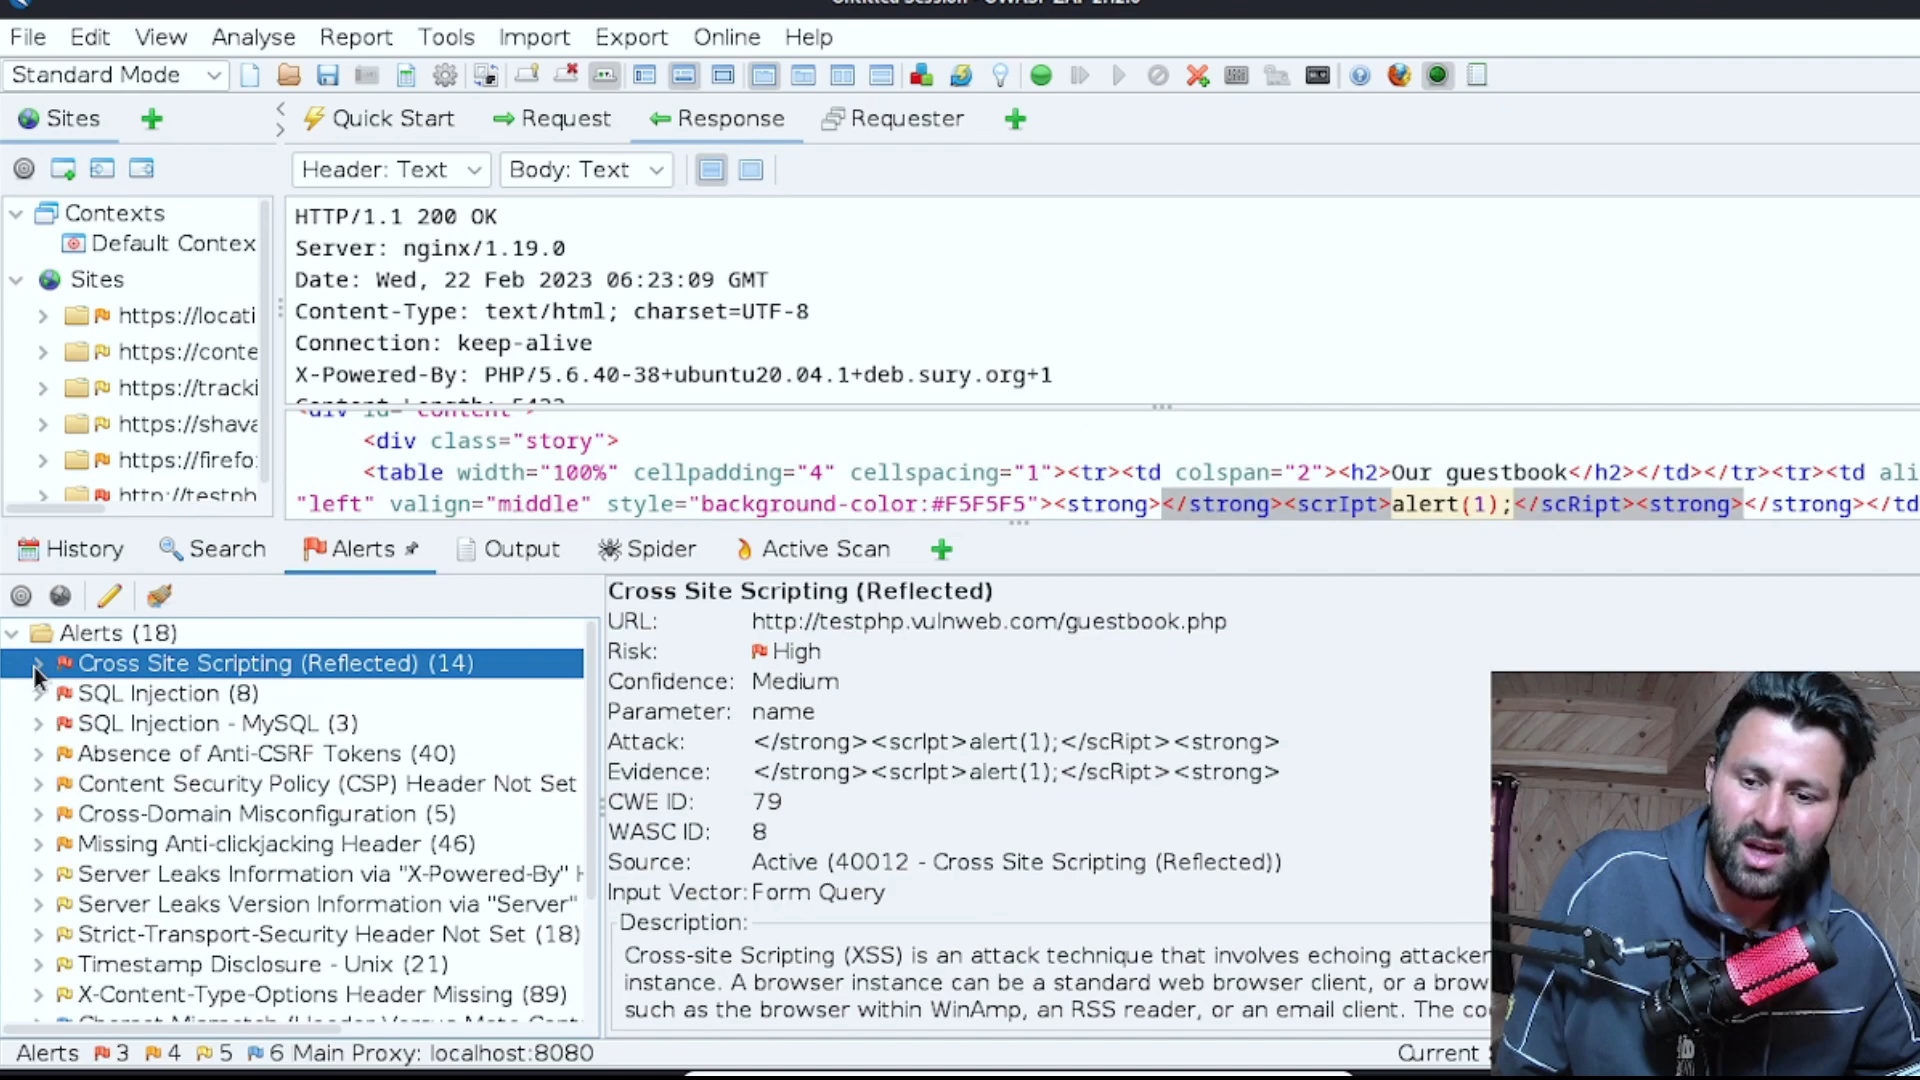 File Edit View Analyse Report Tools Import Export Online Help
Standard Mode
Sites Quick Start Request Response Requester
Header: Text Body: Text
Contexts
Default Contex
Sites
https://locati
https://conte
https://tracki
https://shava
https://firefo
http://testph
HTTP/1.1 200 OK
Server: nginx/1.19.0
Date: Wed, 22 Feb 2023 06:23:09 GMT
Content-Type: text/html; charset=UTF-8
Connection: keep-alive
X-Powered-By: PHP/5.6.40-38+ubuntu20.04.1+deb.sury.org+1
<div class="story">
<table width="100%" cellpadding="4" cellspacing="1"><tr><td colspan="2"><h2>Our guestbook</h2></td></tr><tr><td ali
"left" valign="middle" style="background-color:#F5F5F5"><strong></strong><scrIpt>alert(1);</scRipt><strong></strong></td
History Search Alerts Output Spider Active Scan
Alerts (18)
Cross Site Scripting (Reflected) (14)
SQL Injection (8)
SQL Injection - MySQL (3)
Absence of Anti-CSRF Tokens (40)
Content Security Policy (CSP) Header Not Set
Cross-Domain Misconfiguration (5)
Missing Anti-clickjacking Header (46)
Server Leaks Information via "X-Powered-By"
Server Leaks Version Information via "Server"
Strict-Transport-Security Header Not Set (18)
Timestamp Disclosure - Unix (21)
X-Content-Type-Options Header Missing (89)
Cross Site Scripting (Reflected)
URL: http://testphp.vulnweb.com/guestbook.php
Risk: High
Confidence: Medium
Parameter: name
Attack: </strong><scrIpt>alert(1);</scRipt><strong>
Evidence: </strong><scrIpt>alert(1);</scRipt><strong>
CWE ID: 79
WASC ID: 8
Source: Active (40012 - Cross Site Scripting (Reflected))
Input Vector: Form Query
Description:
Cross-site Scripting (XSS) is an attack technique that involves echoing attacker
instance. A browser instance can be a standard web browser client, or a brow
such as the browser within WinAmp, an RSS reader, or an email client. The co
Alerts 3 4 5 6 Main Proxy: localhost:8080
Current